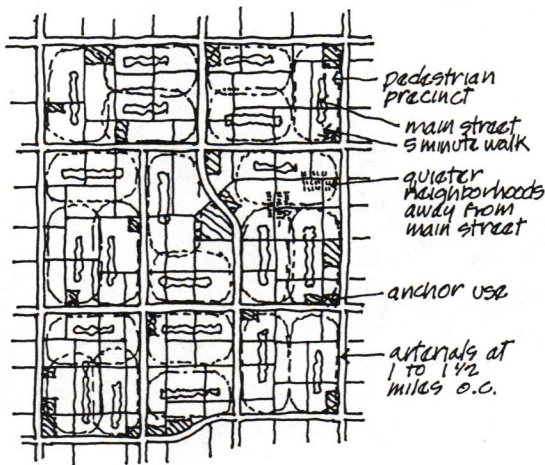 pedestrian
precinct
main street
5 minute walk
quieter
neighborhoods
away from
main street
anchor use
arterials at
1 to 1 1/2
miles o.c.